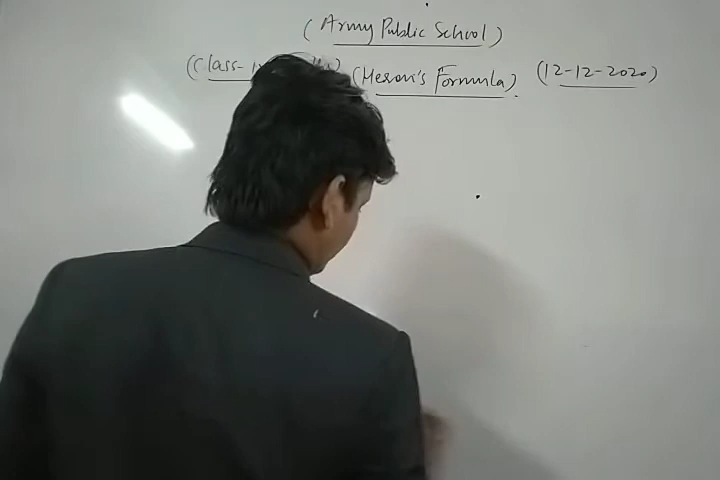 (Army Public School)
(Class- (Heron's Formula) (12-12-2020)